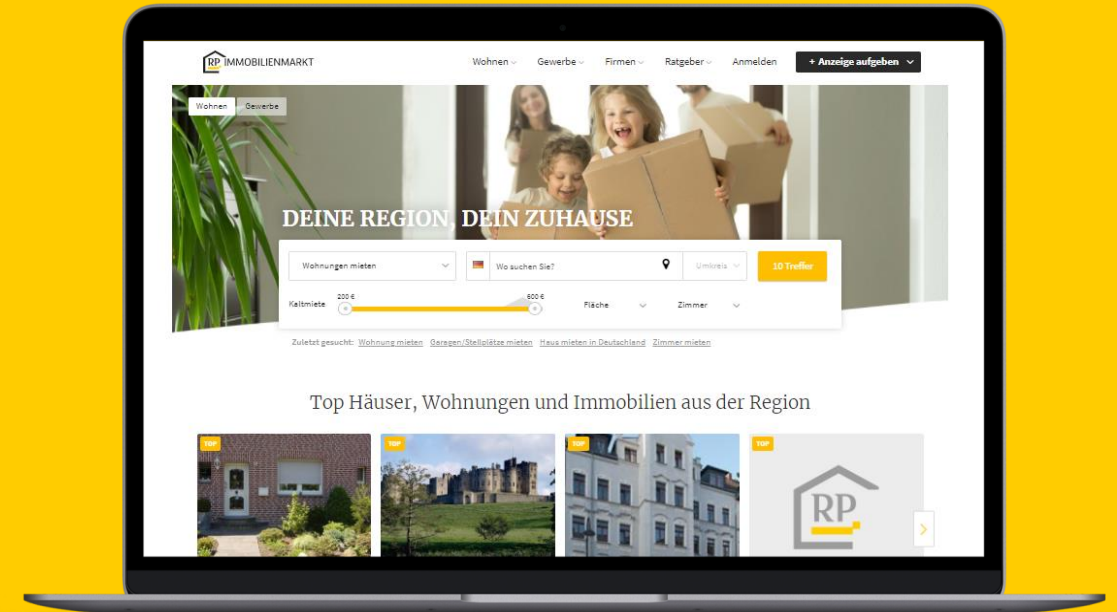 RP IMMOBILIENMARKT
Wohnen Gewerbe Firmen Ratgeber Anmelden + Anzeige aufgeben
Wohnen Gewerbe
DEINE REGION, DEIN ZUHAUSE
Wohnungen mieten Wo suchen Sie? Umkreis 10 Treffer
200 € 600 €
Kaltmiete Fläche Zimmer
Zuletzt gesucht: Wohnung mieten Garagen/Stellplätze mieten Haus mieten in Deutschland Zimmer mieten
Top Häuser, Wohnungen und Immobilien aus der Region
TOP TOP TOP TOP
RP